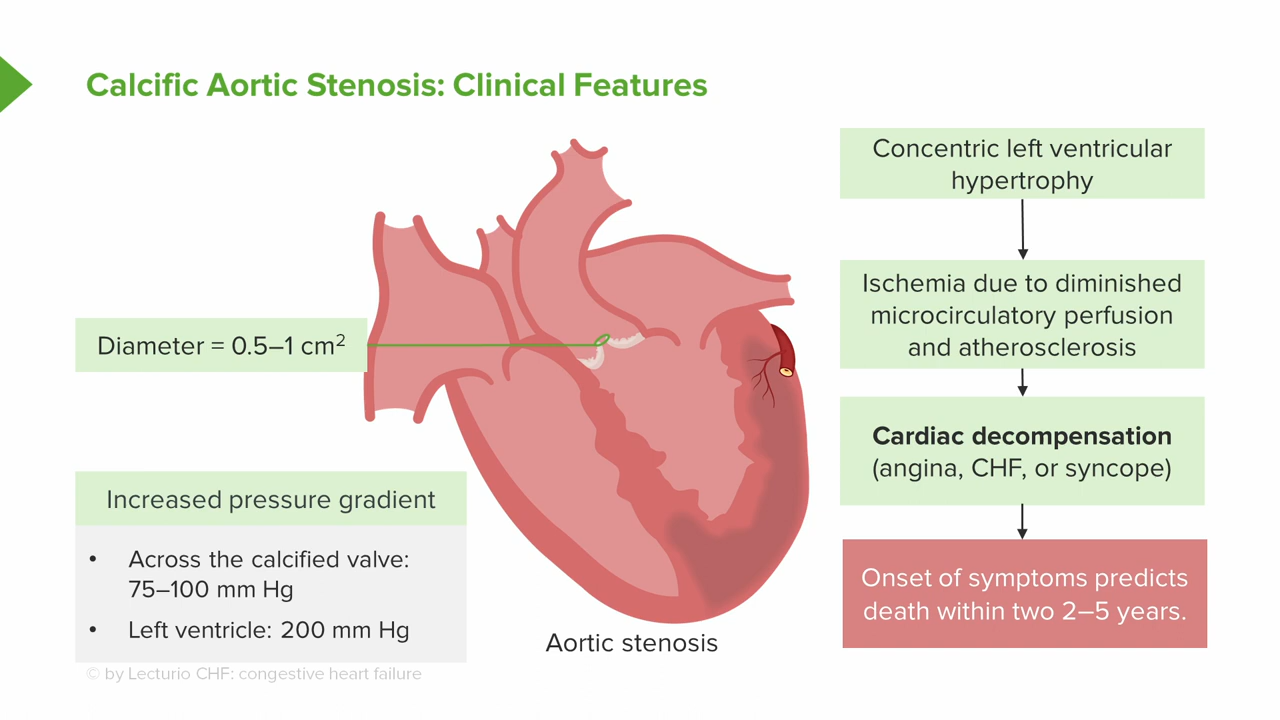 Calcific Aortic Stenosis: Clinical Features
Diameter = 0.5–1 cm²
Increased pressure gradient
• Across the calcified valve:
75–100 mm Hg
• Left ventricle: 200 mm Hg
© by Lecturio CHF: congestive heart failure
Aortic stenosis
Concentric left ventricular
hypertrophy
Ischemia due to diminished
microcirculatory perfusion
and atherosclerosis
Cardiac decompensation
(angina, CHF, or syncope)
Onset of symptoms predicts
death within two 2–5 years.